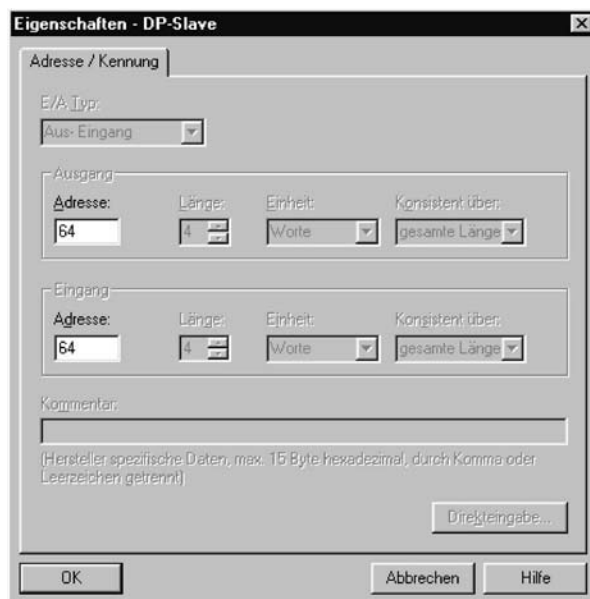 Eigenschaften - DP-Slave
Adresse / Kennung
E/A Typ:
Aus- Eingang
Ausgang
Adresse: Länge: Einheit: Konsistent über:
64 4 Worte gesamte Länge
Eingang
Adresse: Länge: Einheit: Konsistent über:
64 4 Worte gesamte Länge
Kommentar:
(Hersteller spezifische Daten, max. 15 Byte hexadezimal, durch Komma oder
Leerzeichen getrennt)
Direkteingabe...
OK Abbrechen Hilfe